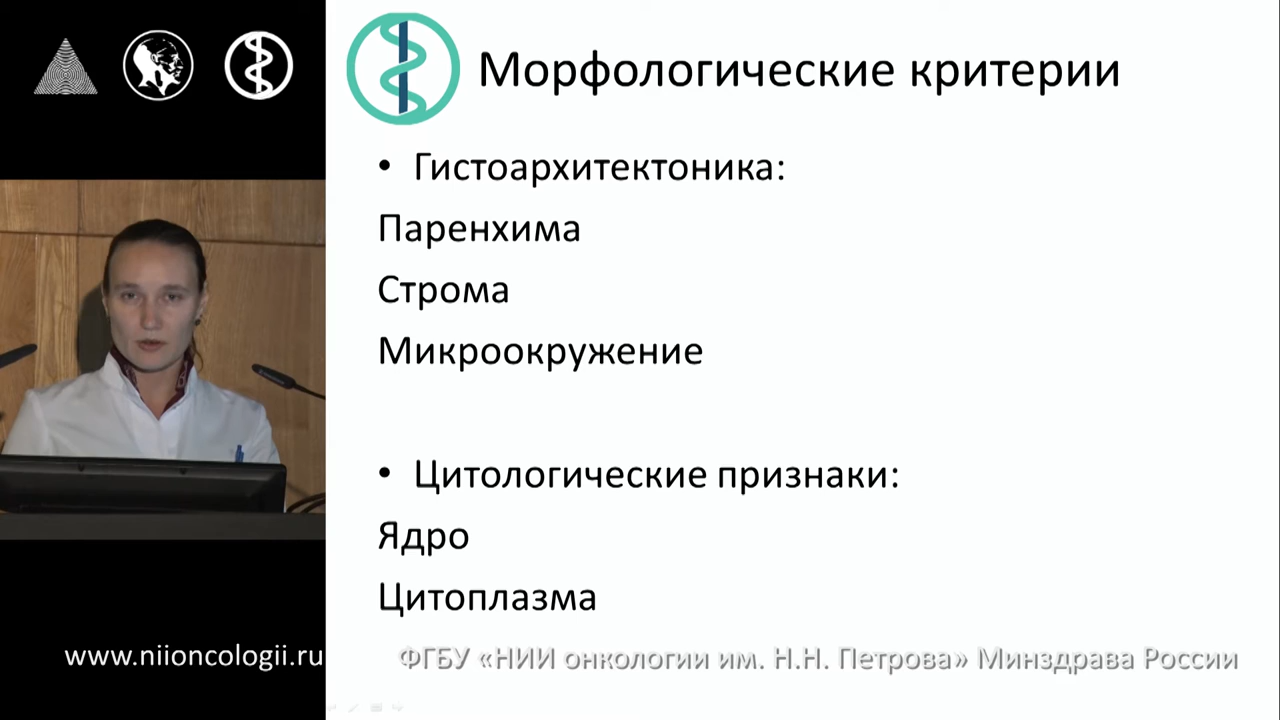 Морфологические критерии
• Гистоархитектоника:
Паренхима
Строма
Микроокружение
• Цитологические признаки:
Ядро
Цитоплазма
www.niioncologii.ru
ФГБУ «НИИ онкологии им. Н.Н. Петрова» Минздрава России